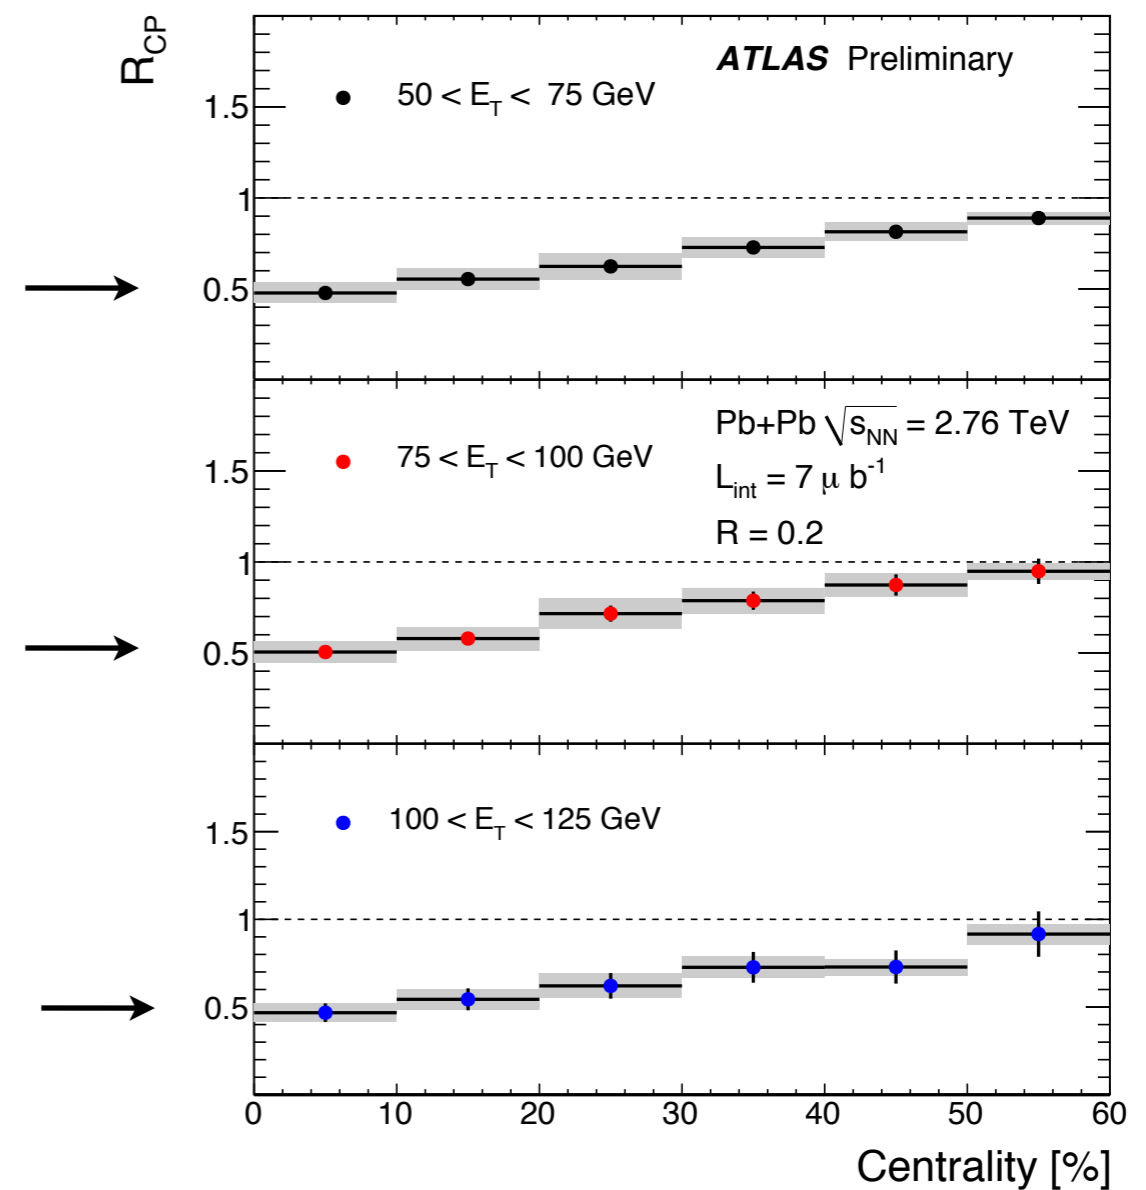 R_CP
ATLAS Preliminary
50 < E_T < 75 GeV
1.5
1
0.5
Pb+Pb √s_NN = 2.76 TeV
75 < E_T < 100 GeV
L_int = 7 μ b^-1
1.5
R = 0.2
1
0.5
100 < E_T < 125 GeV
1.5
1
0.5
0 10 20 30 40 50 60
Centrality [%]